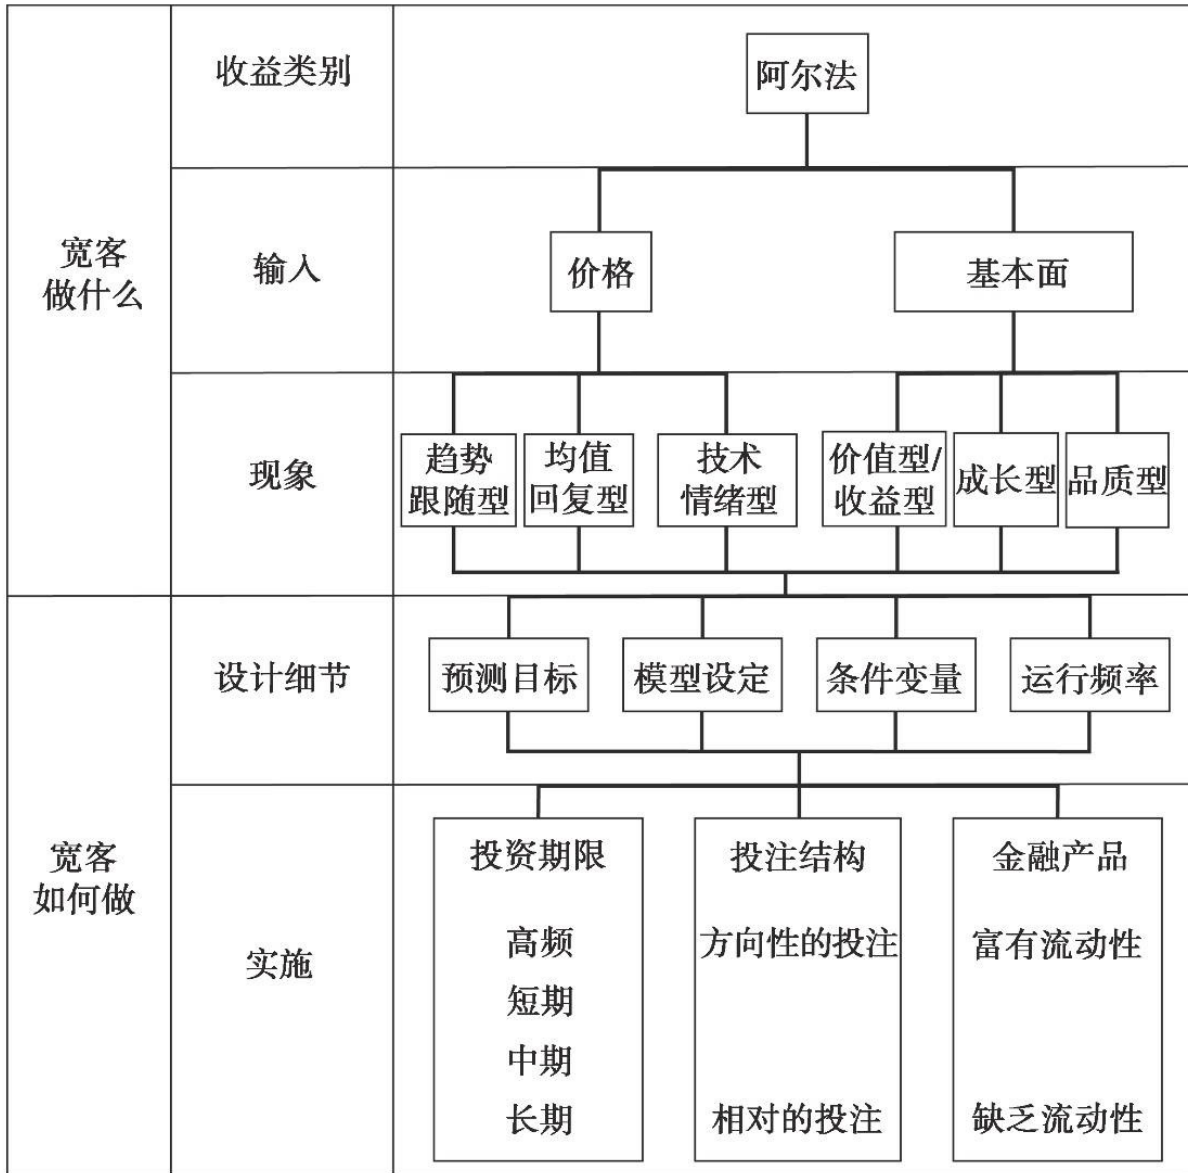 收益类别
阿尔法
宽客
做什么
输入
价格
基本面
现象
趋势
跟随型
均值
回复型
技术
情绪型
价值型/
收益型
成长型
品质型
设计细节
预测目标
模型设定
条件变量
运行频率
宽客
如何做
实施
投资期限
高频
短期
中期
长期
投注结构
方向性的投注
相对的投注
金融产品
富有流动性
缺乏流动性